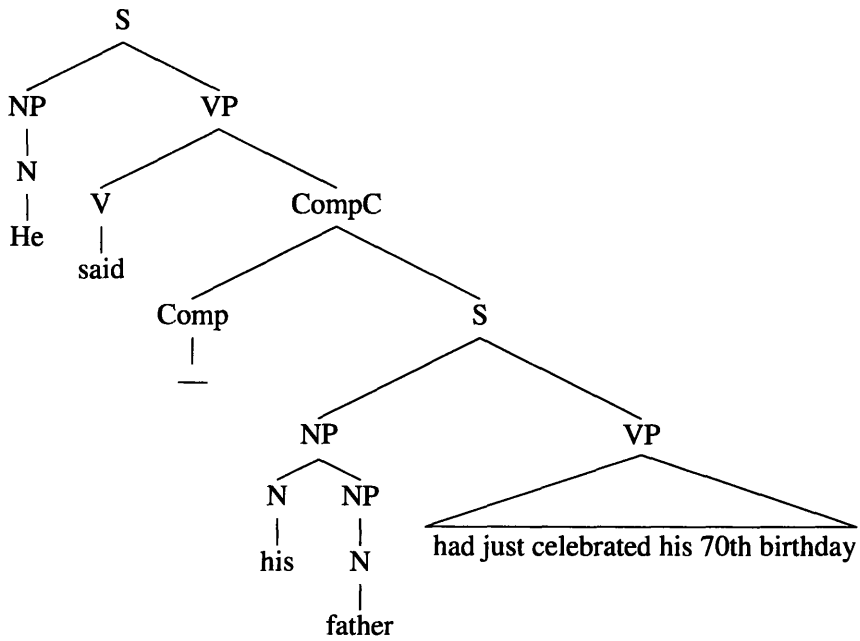 S
NP VP
N
V CompC
He
said
Comp S
—
NP VP
N NP
had just celebrated his 70th birthday
his N
father